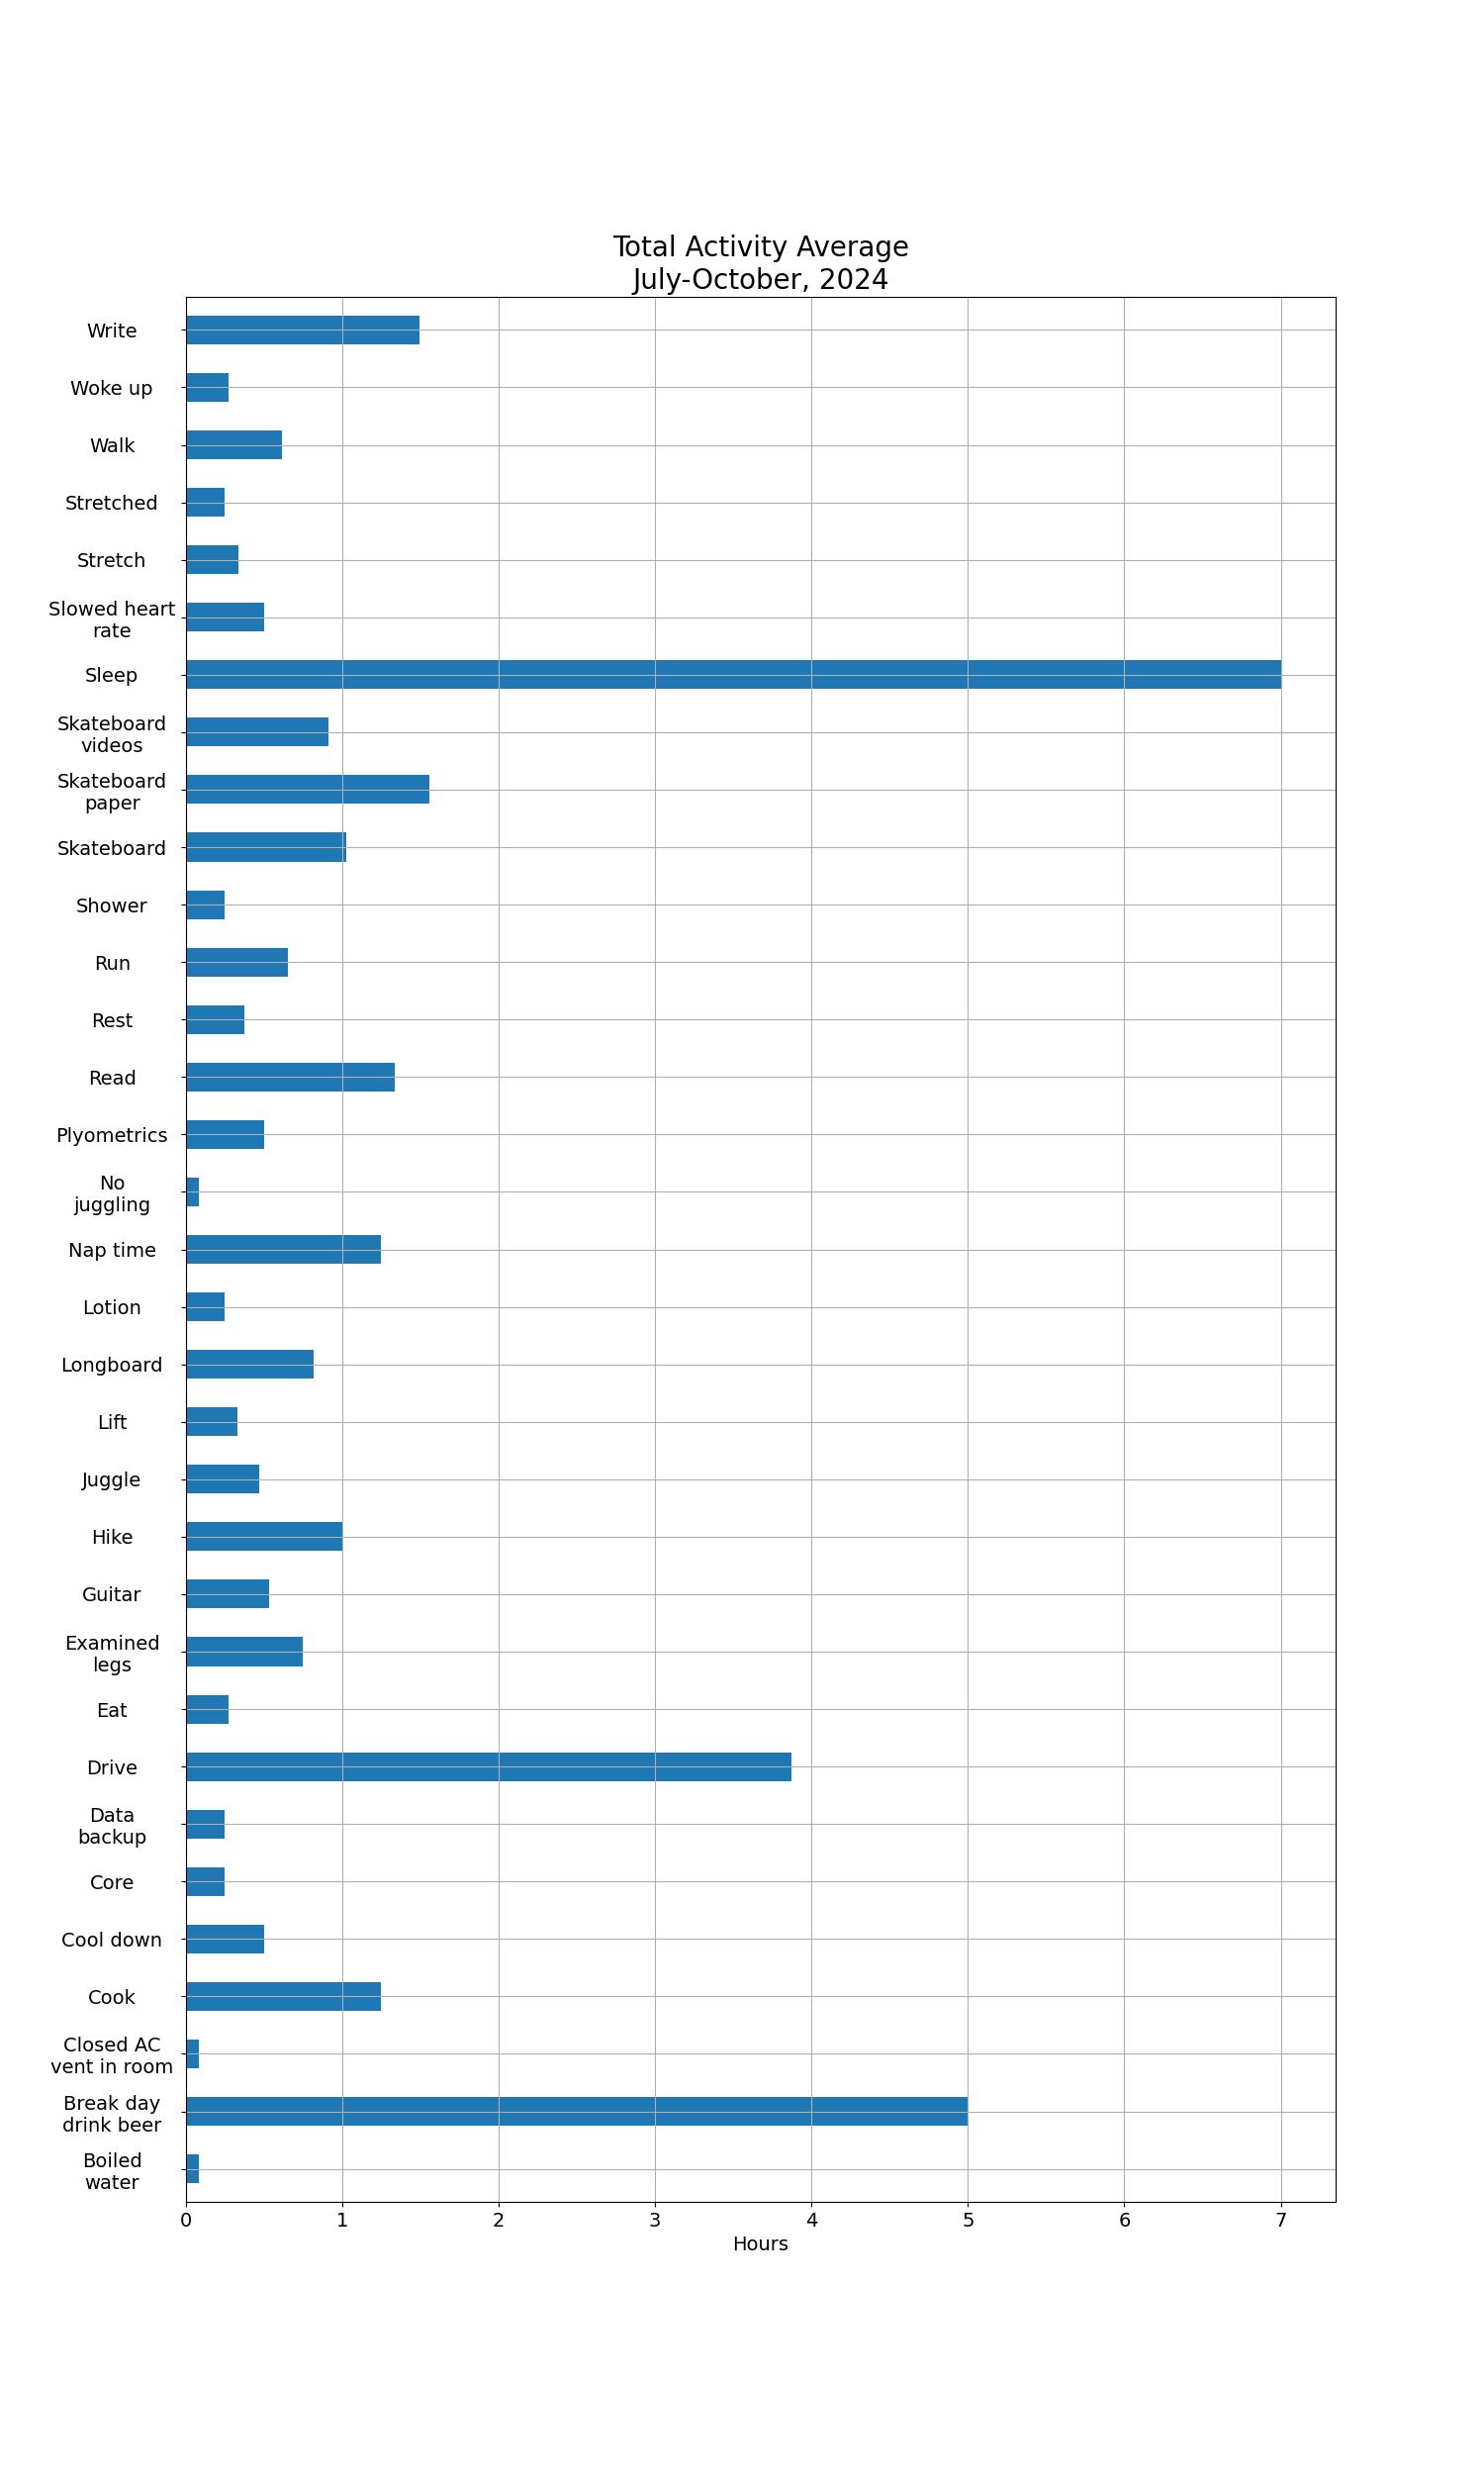 Total Activity Average
July-October, 2024
Write
Woke up
Walk
Stretched
Stretch
Slowed heart
rate
Sleep
Skateboard
videos
Skateboard
paper
Skateboard
Shower
Run
Rest
Read
Plyometrics
No
juggling
Nap time
Lotion
Longboard
Lift
Juggle
Hike
Guitar
Examined
legs
Eat
Drive
Data
backup
Core
Cool down
Cook
Closed AC
vent in room
Break day
drink beer
Boiled
water
0 1 2 3 4 5 6 7
Hours